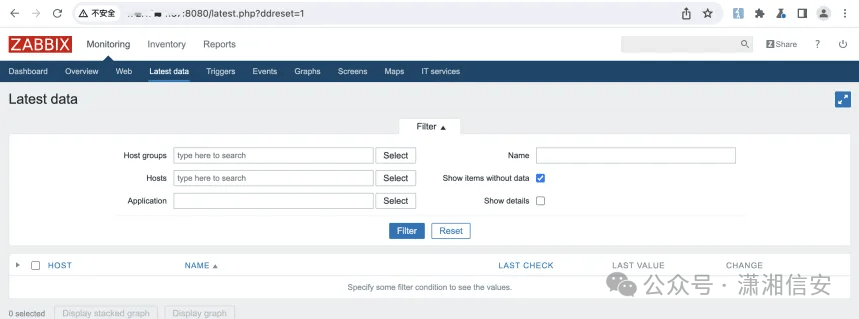 不安全 :8080/latest.php?ddreset=1
ZABBIX Monitoring Inventory Reports Z Share ?
Dashboard Overview Web Latest data Triggers Events Graphs Screens Maps IT services
Latest data
Filter ▲
Host groups type here to search Select Name
Hosts type here to search Select Show items without data
Application Select Show details
Filter Reset
HOST NAME ▲ LAST CHECK LAST VALUE CHANGE
Specify some filter condition to see the values.
公众号 · 潇湘信安
0 selected Display stacked graph Display graph